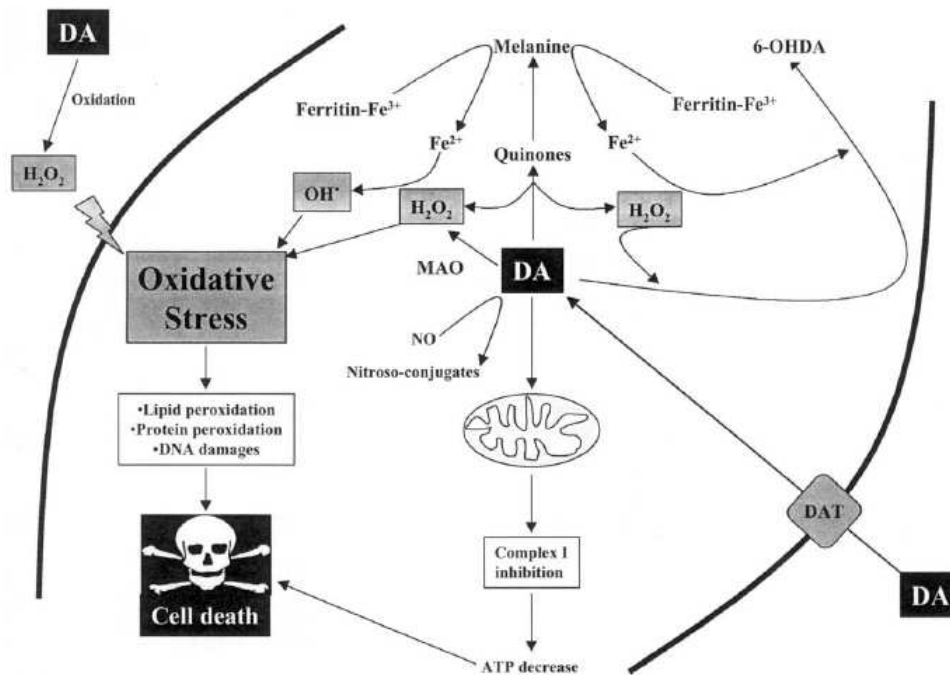 DA
Oxidation
H₂O₂
Melanine
6-OHDA
Ferritin-Fe³⁺
Ferritin-Fe³⁺
Fe²⁺
Quinones
Fe²⁺
OH•
H₂O₂
H₂O₂
MAO
DA
Oxidative
Stress
NO
Nitroso-conjugates
•Lipid peroxidation
•Protein peroxidation
•DNA damages
Cell death
Complex I
inhibition
ATP decrease
DAT
DA